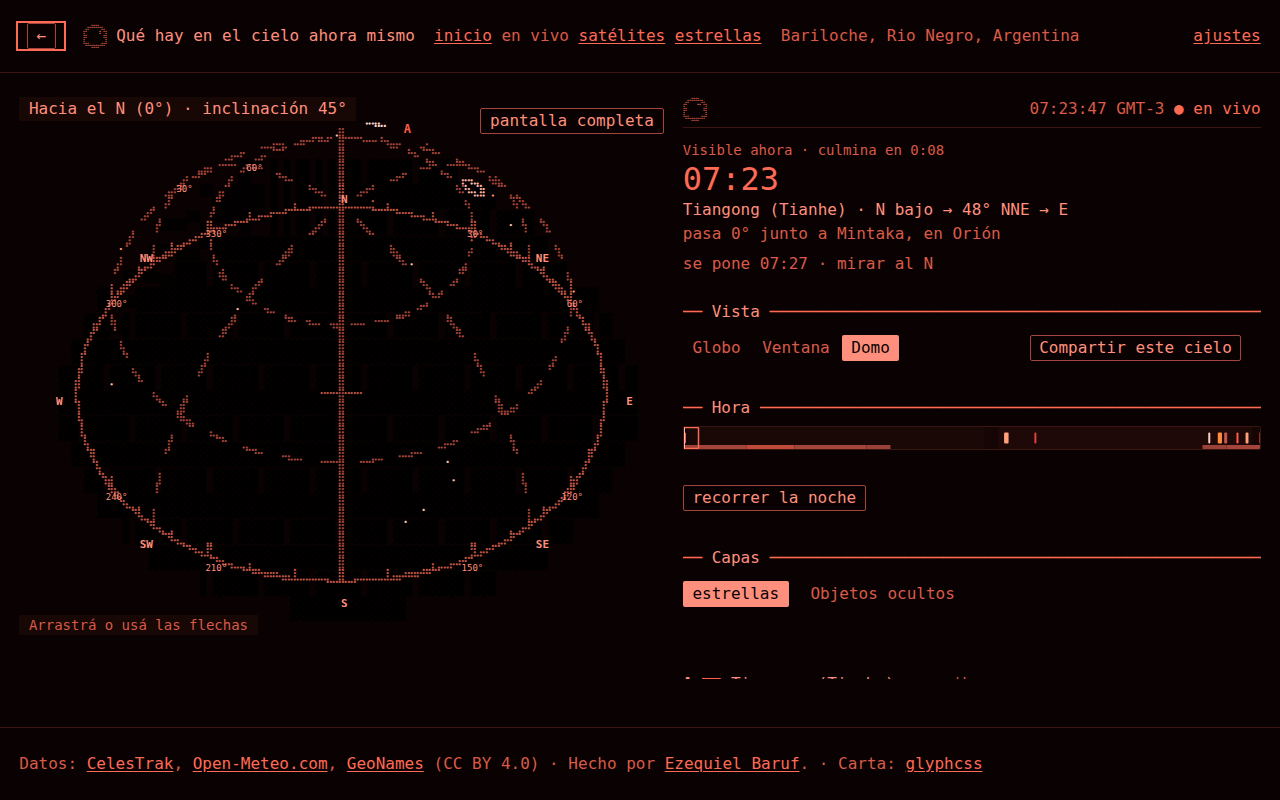 ← Qué hay en el cielo ahora mismo inicio en vivo satélites estrellas Bariloche, Rio Negro, Argentina ajustes
Hacia el N (0°) · inclinación 45°
pantalla completa
A
60°
30°
N
330°
30°
NW
NE
300°
60°
W
E
240°
120°
SW
SE
210°
150°
S
Arrastrá o usá las flechas
07:23:47 GMT-3 ● en vivo
Visible ahora · culmina en 0:08
07:23
Tiangong (Tianhe) · N bajo → 48° NNE → E
pasa 0° junto a Mintaka, en Orión
se pone 07:27 · mirar al N
Vista
Globo Ventana Domo Compartir este cielo
Hora
recorrer la noche
Capas
estrellas Objetos ocultos
Datos: CelesTrak, Open-Meteo.com, GeoNames (CC BY 4.0) · Hecho por Ezequiel Baruf. · Carta: glyphcss